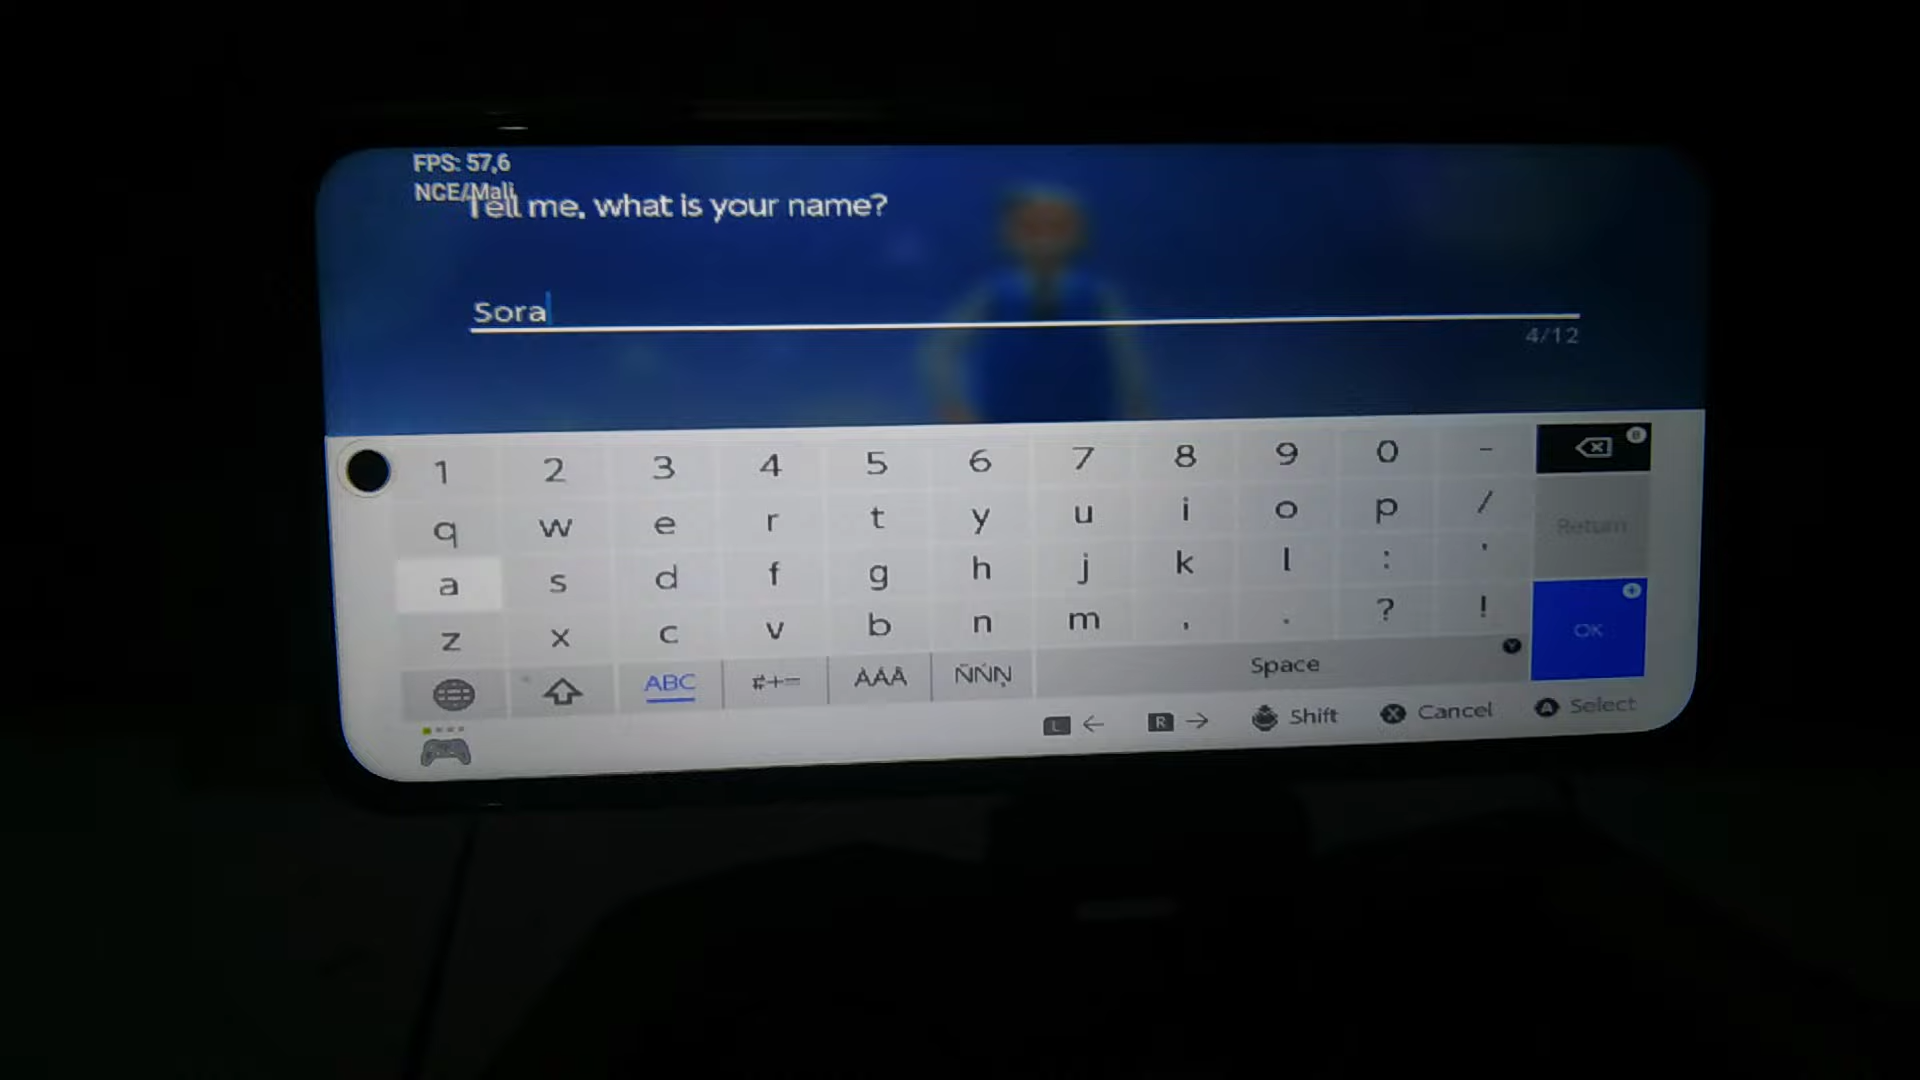 FPS: 57,6
NCE/Mali
Tell me, what is your name?
Sora
4/12
1 2 3 4 5 6 7 8 9 0 -
q w e r t y u i o p /
Return
a s d f g h j k l : '
z x c v b n m , . ? !
OK
ABC #+= ÀÁÂ ÑŃŅ Space Y
L ← R → Shift X Cancel A Select